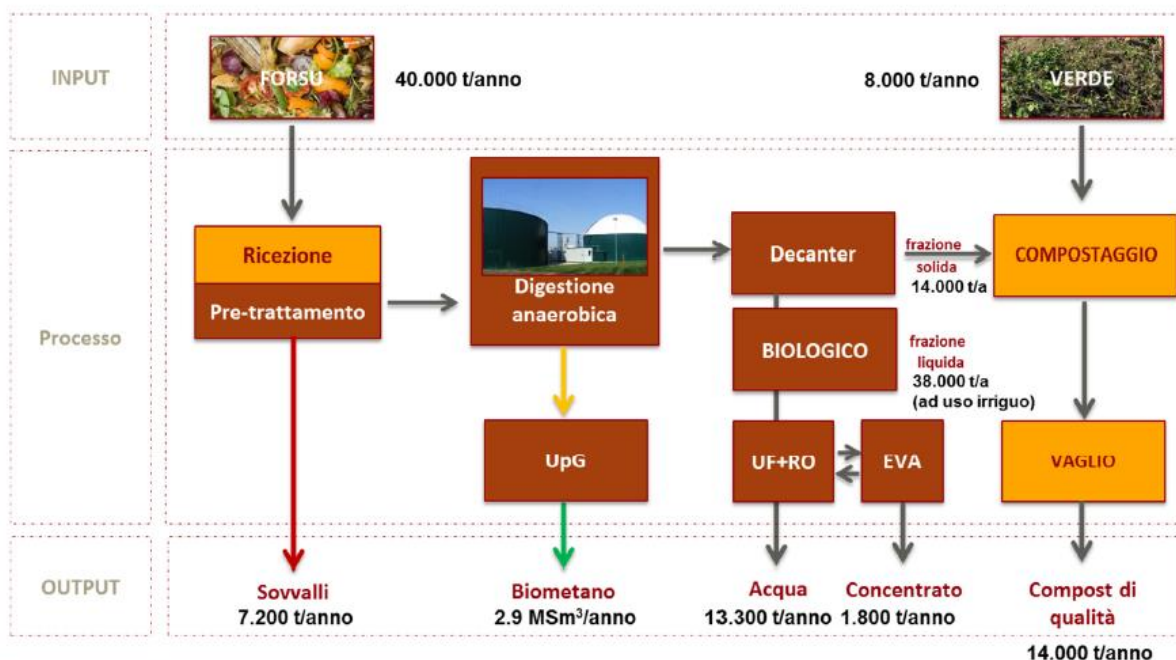 INPUT
FORSU
40.000 t/anno
8.000 t/anno
VERDE
Processo
Ricezione
Pre-trattamento
Digestione
anaerobica
Decanter
frazione
solida
14.000 t/a
COMPOSTAGGIO
BIOLOGICO
frazione
liquida
38.000 t/a
(ad uso irriguo)
UpG
UF+RO
EVA
VAGLIO
OUTPUT
Sovvalli
7.200 t/anno
Biometano
2.9 MSm³/anno
Acqua
13.300 t/anno
Concentrato
1.800 t/anno
Compost di
qualità
14.000 t/anno